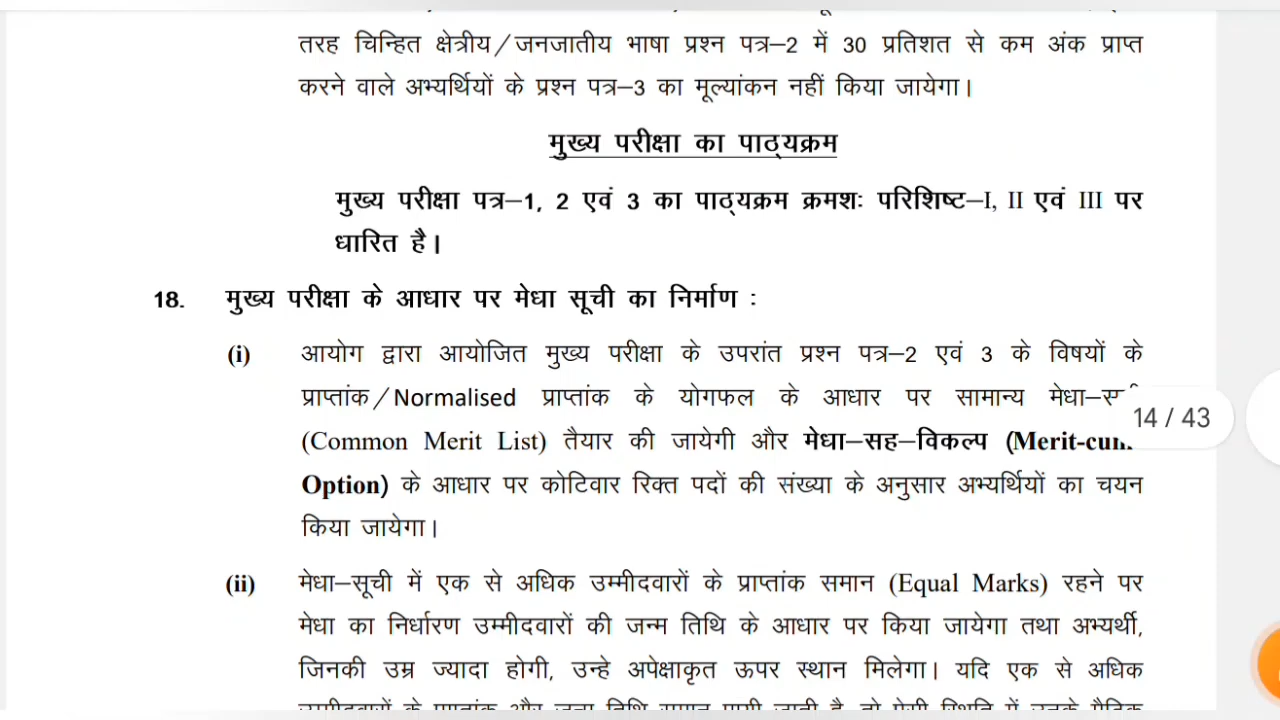 तरह चिन्हित क्षेत्रीय/जनजातीय भाषा प्रश्न पत्र–2 में 30 प्रतिशत से कम अंक प्राप्त
करने वाले अभ्यर्थियों के प्रश्न पत्र–3 का मूल्यांकन नहीं किया जायेगा।
मुख्य परीक्षा का पाठ्यक्रम
मुख्य परीक्षा पत्र–1, 2 एवं 3 का पाठ्यक्रम क्रमशः परिशिष्ट–I, II एवं III पर
धारित है।
18. मुख्य परीक्षा के आधार पर मेधा सूची का निर्माण :
(i) आयोग द्वारा आयोजित मुख्य परीक्षा के उपरांत प्रश्न पत्र–2 एवं 3 के विषयों के
प्राप्तांक/Normalised प्राप्तांक के योगफल के आधार पर सामान्य
14 / 43
(Common Merit List) तैयार की जायेगी और मेधा–सह–विकल्प
Option) के आधार पर कोटिवार रिक्त पदों की संख्या के अनुसार अभ्यर्थियों का चयन
किया जायेगा।
(ii) मेधा–सूची में एक से अधिक उम्मीदवारों के प्राप्तांक समान (Equal Marks) रहने पर
मेधा का निर्धारण उम्मीदवारों की जन्म तिथि के आधार पर किया जायेगा तथा अभ्यर्थी,
जिनकी उम्र ज्यादा होगी, उन्हे अपेक्षाकृत ऊपर स्थान मिलेगा। यदि एक से अधिक